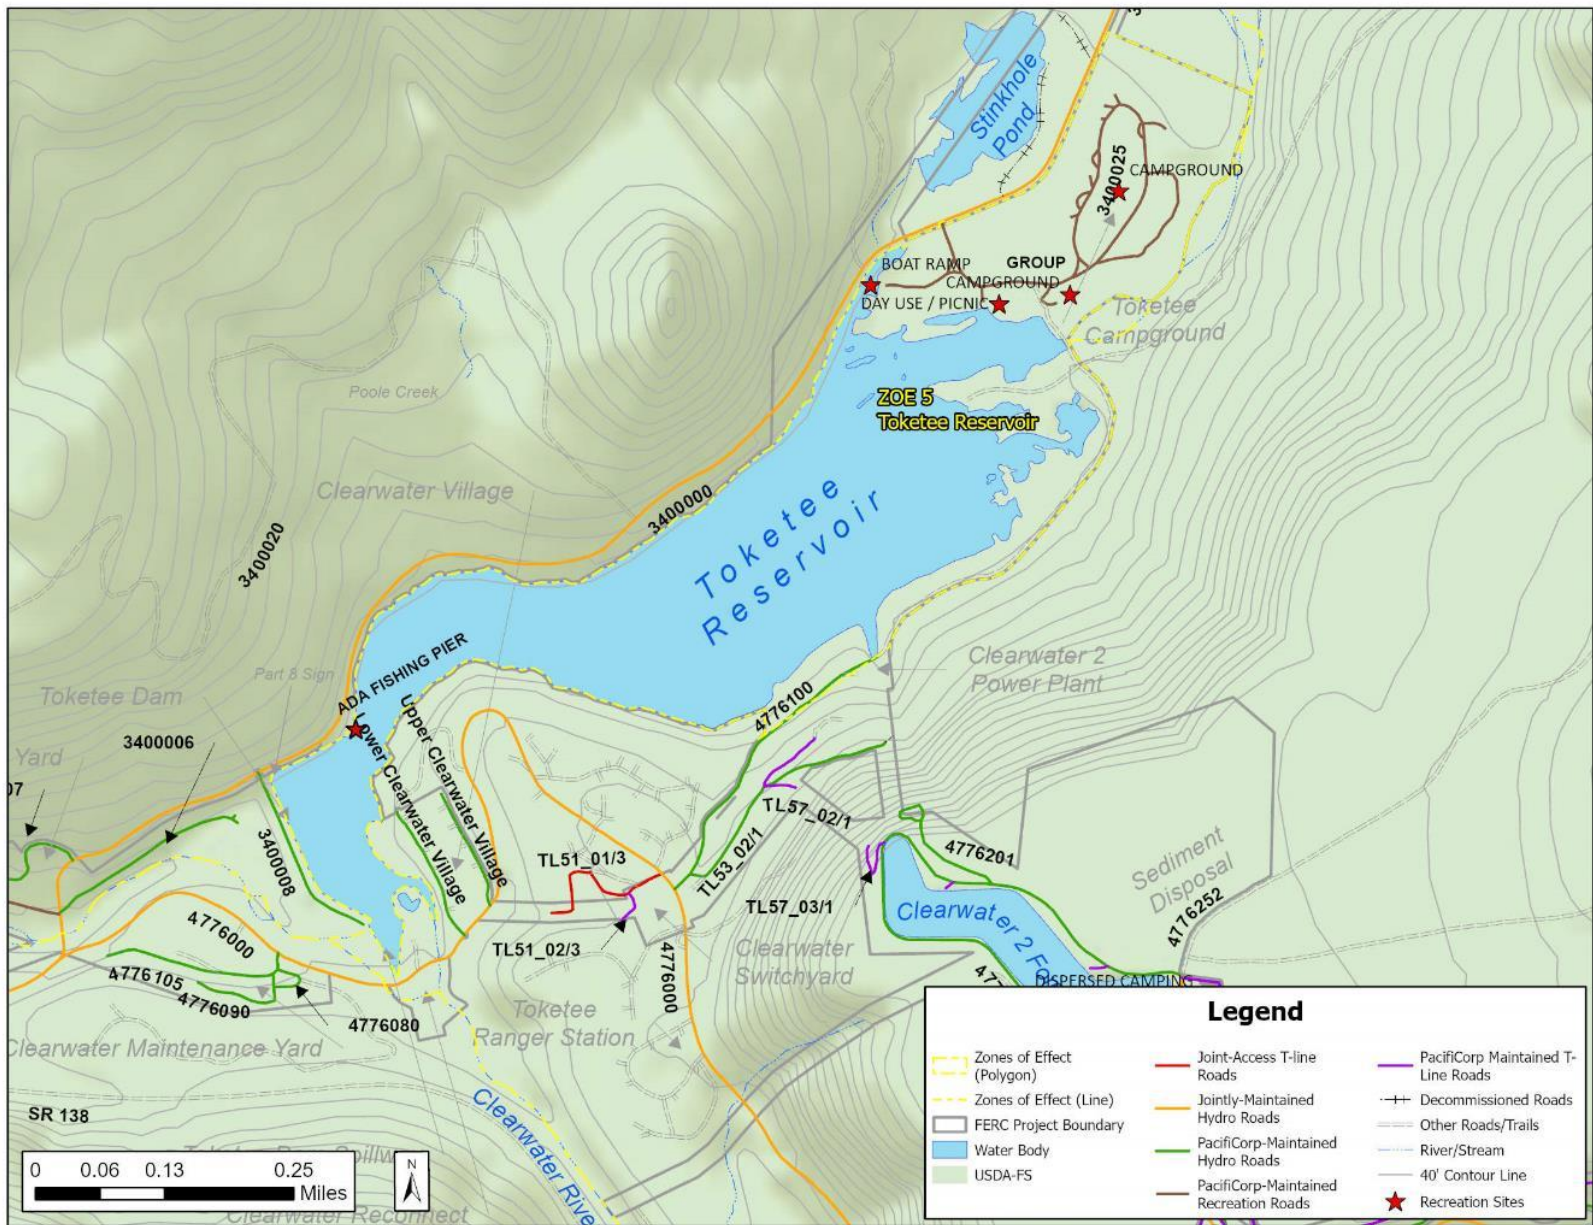 Stinkhole
Pond
3400025
CAMPGROUND
BOAT RAMP
GROUP
CAMPGROUND
DAY USE / PICNIC
Toketee
Campground
Poole Creek
ZOE 5
Toketee Reservoir
Clearwater Village
3400000
3400020
Toketee
Reservoir
ADA FISHING PIER
Part 8 Sign
Toketee Dam
Clearwater 2
Power Plant
4776100
3400006
Yard
07
Upper Clearwater Village
Lower Clearwater Village
3400008
TL57_02/1
TL53_02/1
TL51_01/3
4776201
Sediment
Disposal
4776252
TL57_03/1
Clearwater 2 Fo
Clearwater
Switchyard
TL51_02/3
4776000
4776000
4776105
4776090
4776080
477
DISPERSED CAMPING
Toketee
Ranger Station
Clearwater Maintenance Yard
SR 138
Clearwater River
Clearwater Reconnect
0 0.06 0.13 0.25
Miles
N
Legend
Zones of Effect
(Polygon)
Zones of Effect (Line)
FERC Project Boundary
Water Body
USDA-FS
Joint-Access T-line
Roads
Jointly-Maintained
Hydro Roads
PacifiCorp-Maintained
Hydro Roads
PacifiCorp-Maintained
Recreation Roads
PacifiCorp Maintained T-
Line Roads
Decommissioned Roads
Other Roads/Trails
River/Stream
40' Contour Line
Recreation Sites